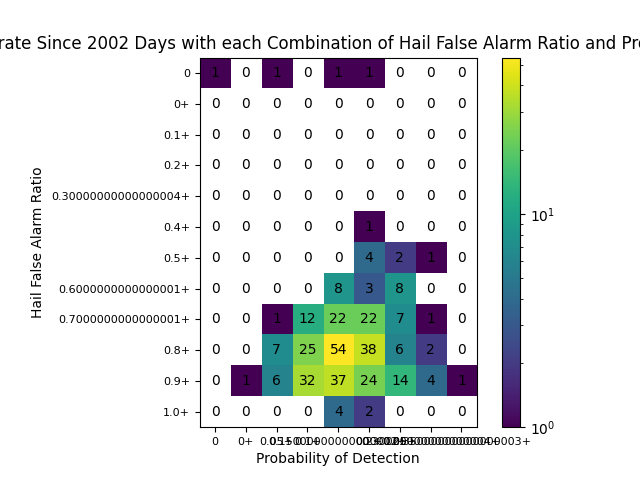 rate Since 2002 Days with each Combination of Hail False Alarm Ratio and Pro
Hail False Alarm Ratio
0 1 0 1 0 1 1 0 0 0
0+ 0 0 0 0 0 0 0 0 0
0.1+ 0 0 0 0 0 0 0 0 0
0.2+ 0 0 0 0 0 0 0 0 0
0.30000000000000004+ 0 0 0 0 0 0 0 0 0
0.4+ 0 0 0 0 0 1 0 0 0
0.5+ 0 0 0 0 0 4 2 1 0
0.6000000000000001+ 0 0 0 0 8 3 8 0 0
0.7000000000000001+ 0 0 1 12 22 22 7 1 0
0.8+ 0 0 7 25 54 38 6 2 0
0.9+ 0 1 6 32 37 24 14 4 1
1.0+ 0 0 0 0 4 2 0 0 0
0 0+
Probability of Detection
10¹
10⁰